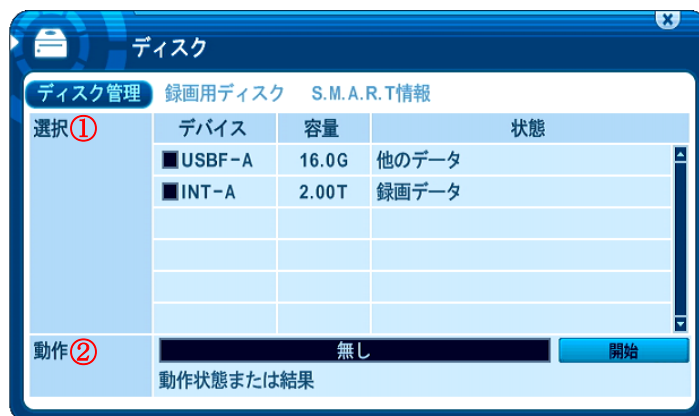 ディスク
ディスク管理 録画用ディスク S.M.A.R.T情報
選択① デバイス 容量 状態
USBF-A 16.0G 他のデータ
INT-A 2.00T 録画データ
動作② 無し 開始
動作状態または結果